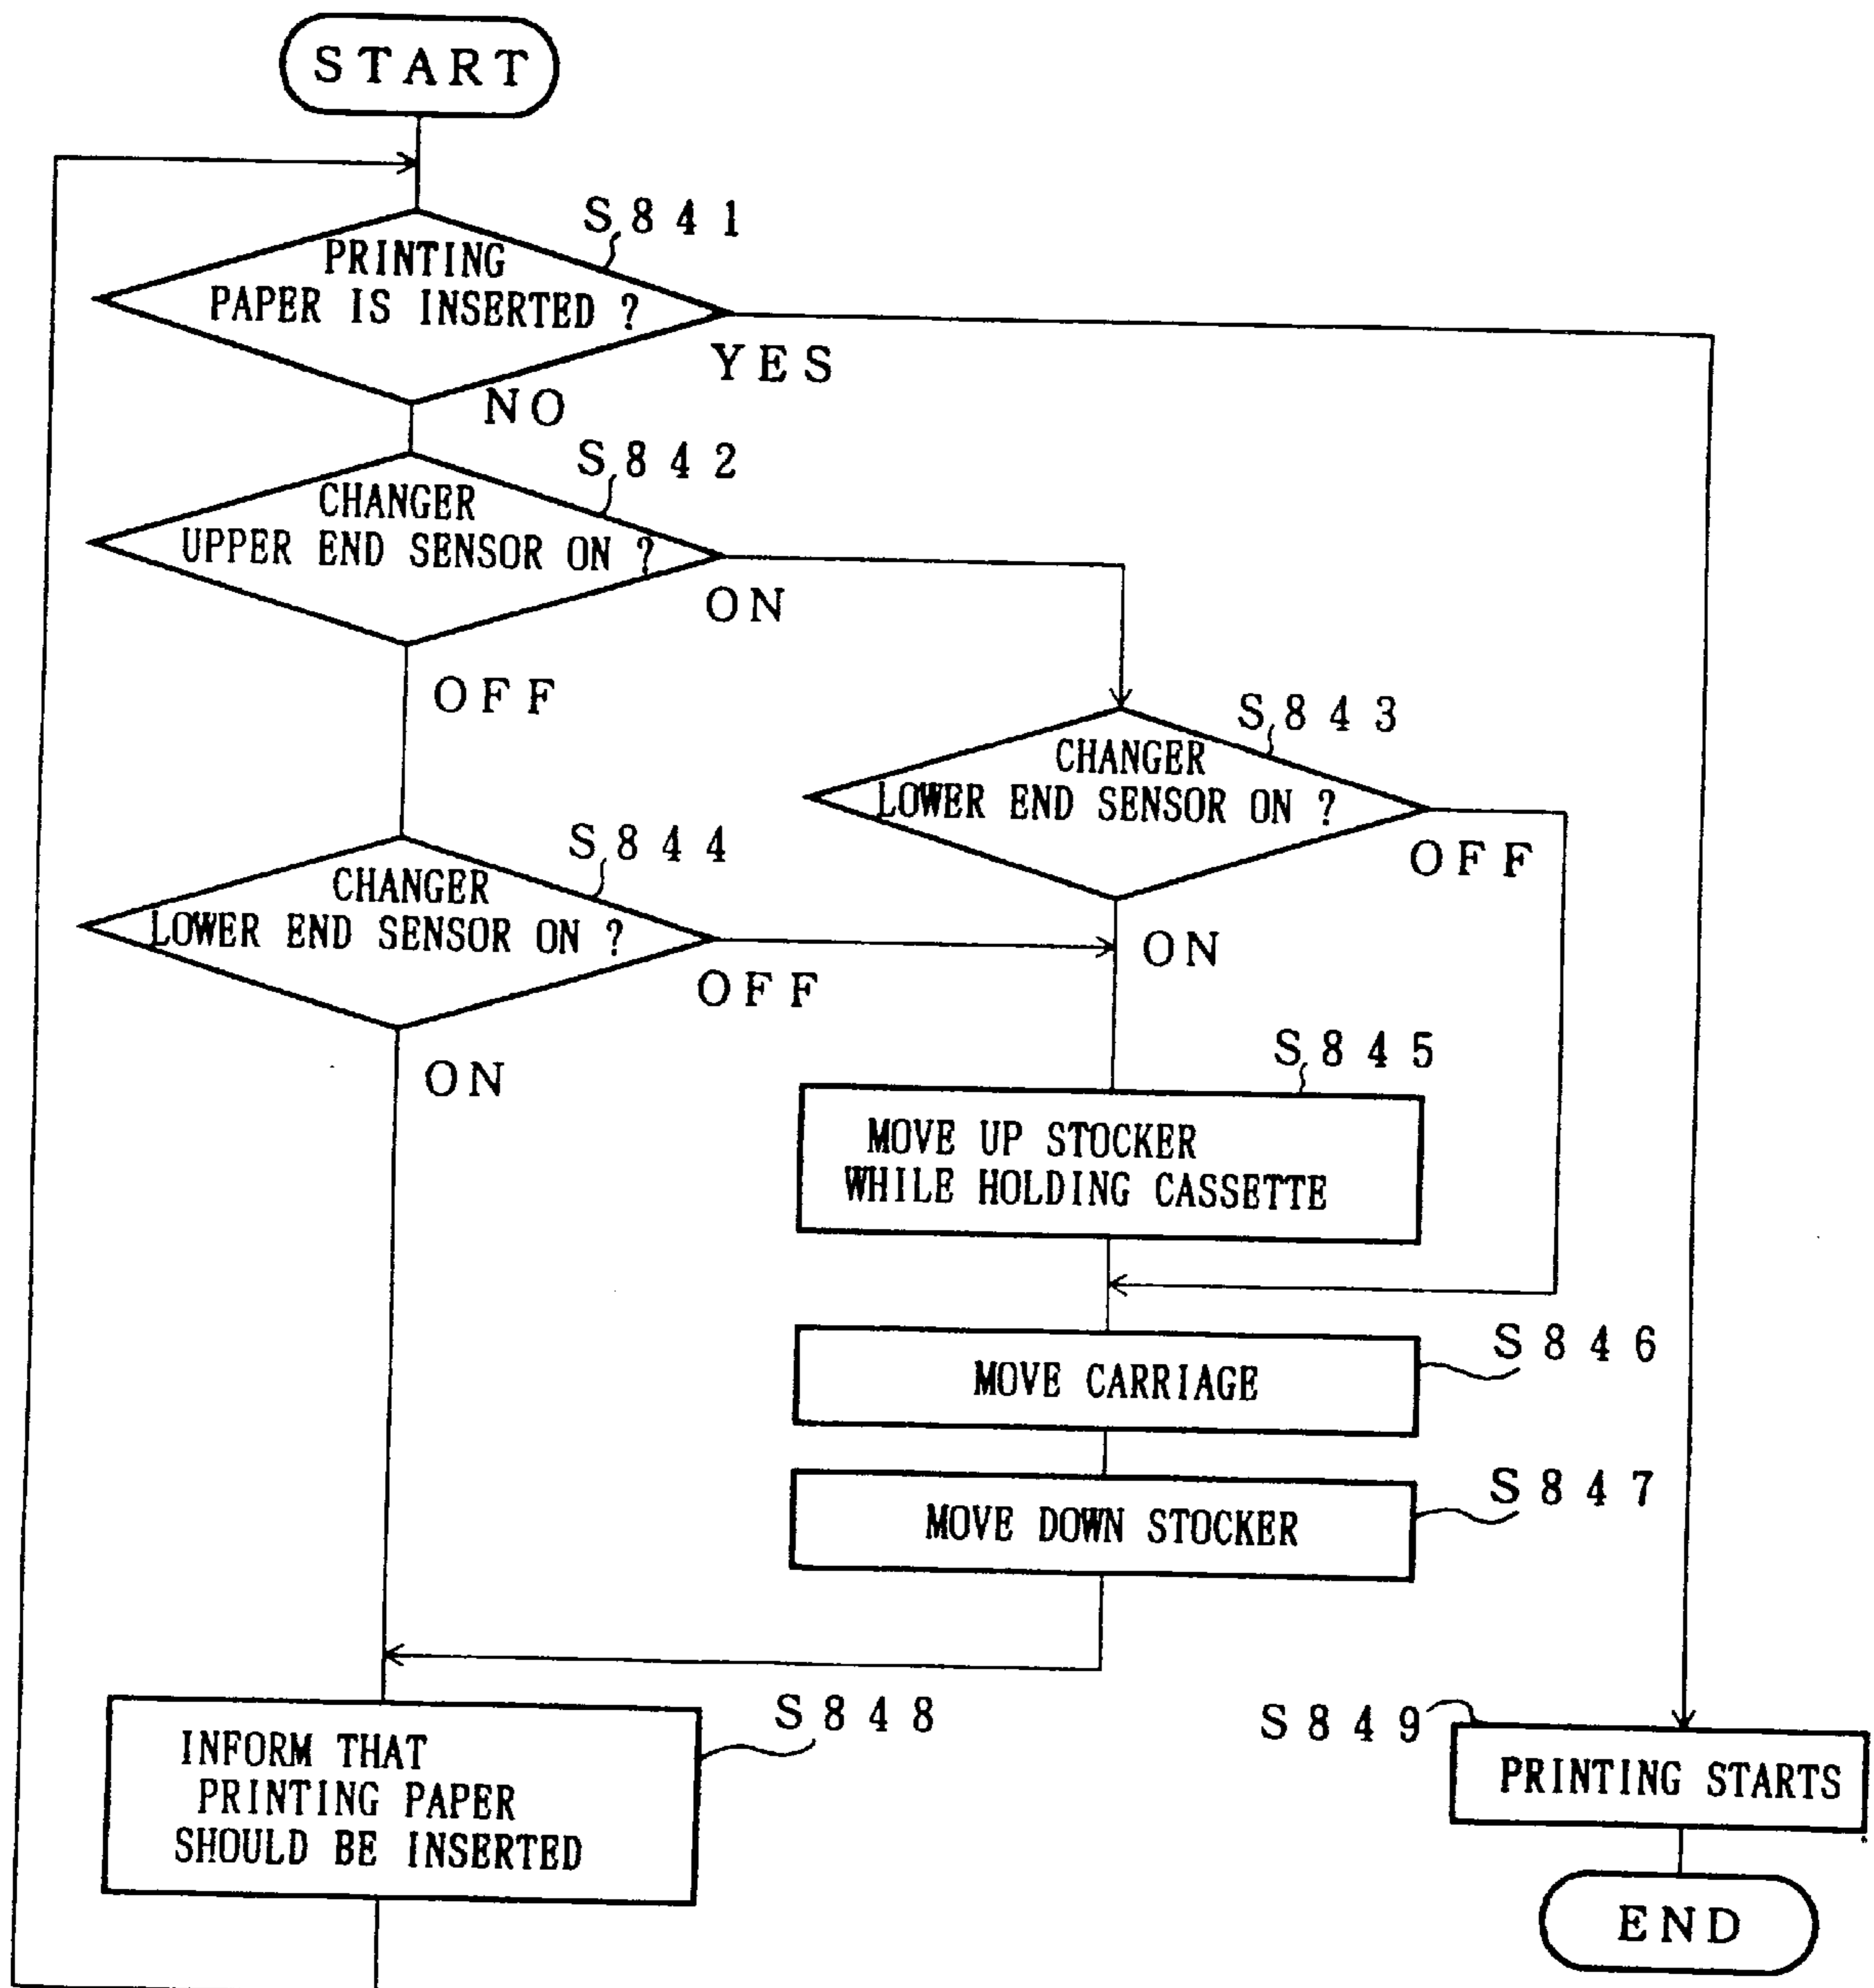 START
S841
PRINTING
PAPER IS INSERTED ?
YES
NO
S842
CHANGER
UPPER END SENSOR ON ?
ON
OFF
S843
CHANGER
LOWER END SENSOR ON ?
OFF
S844
CHANGER
LOWER END SENSOR ON ?
ON
OFF
ON
S845
MOVE UP STOCKER
WHILE HOLDING CASSETTE
S846
MOVE CARRIAGE
S847
MOVE DOWN STOCKER
S848
INFORM THAT
PRINTING PAPER
SHOULD BE INSERTED
S849
PRINTING STARTS
END